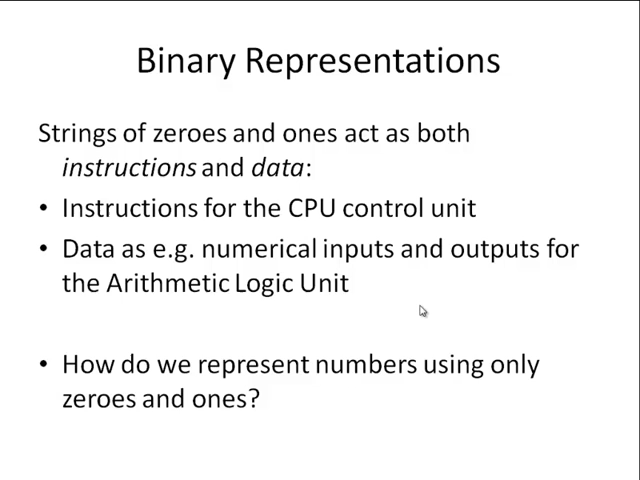 Binary Representations
Strings of zeroes and ones act as both
instructions and data:
• Instructions for the CPU control unit
• Data as e.g. numerical inputs and outputs for
the Arithmetic Logic Unit
• How do we represent numbers using only
zeroes and ones?